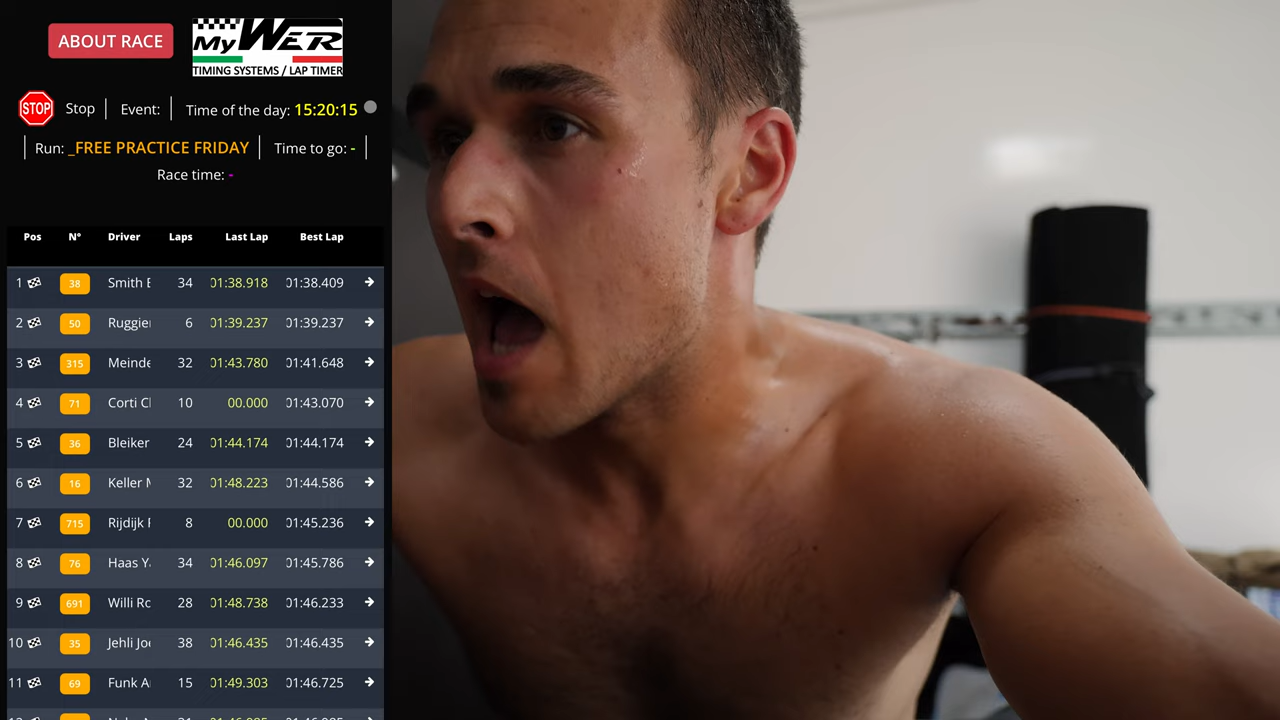 ABOUT RACE
MyWER
TIMING SYSTEMS / LAP TIMER
STOP Stop Event: Time of the day: 15:20:15
Run: _FREE PRACTICE FRIDAY Time to go: -
Race time: -
Pos N° Driver Laps Last Lap Best Lap
1 38 Smith 34 01:38.918 01:38.409
2 50 Ruggie 6 01:39.237 01:39.237
3 315 Meinde 32 01:43.780 01:41.648
4 71 Corti 10 00.000 01:43.070
5 36 Bleiker 24 01:44.174 01:44.174
6 16 Keller 32 01:48.223 01:44.586
7 715 Rijdijk 8 00.000 01:45.236
8 76 Haas Y 34 01:46.097 01:45.786
9 691 Willi Ro 28 01:48.738 01:46.233
10 35 Jehli Jo 38 01:46.435 01:46.435
11 69 Funk A 15 01:49.303 01:46.725